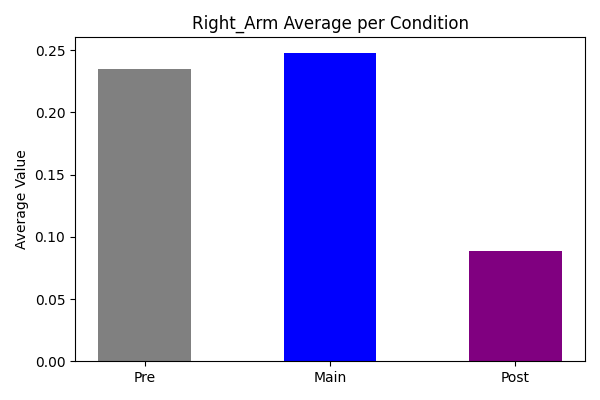 Right_Arm Average per Condition
Average Value
0.25
0.20
0.15
0.10
0.05
0.00
Pre
Main
Post